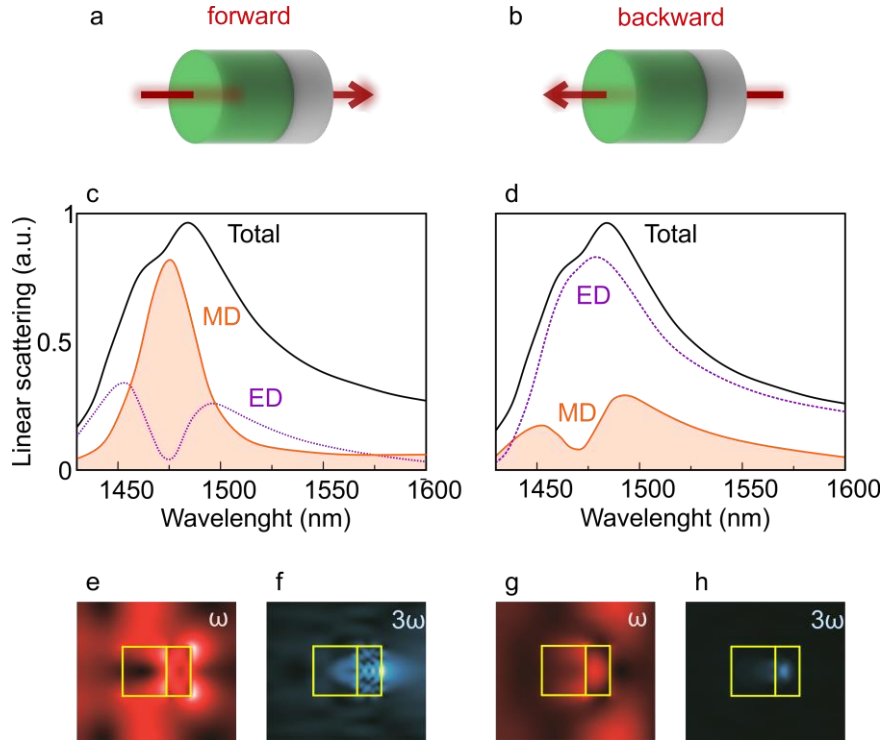 a forward
b backward
c
Linear scattering (a.u.)
1
0.5
0
Total
MD
ED
1450 1500 1550 1600
Wavelenght (nm)
d
Total
ED
MD
1450 1500 1550 1600
Wavelenght (nm)
e
ω
f
3ω
g
ω
h
3ω